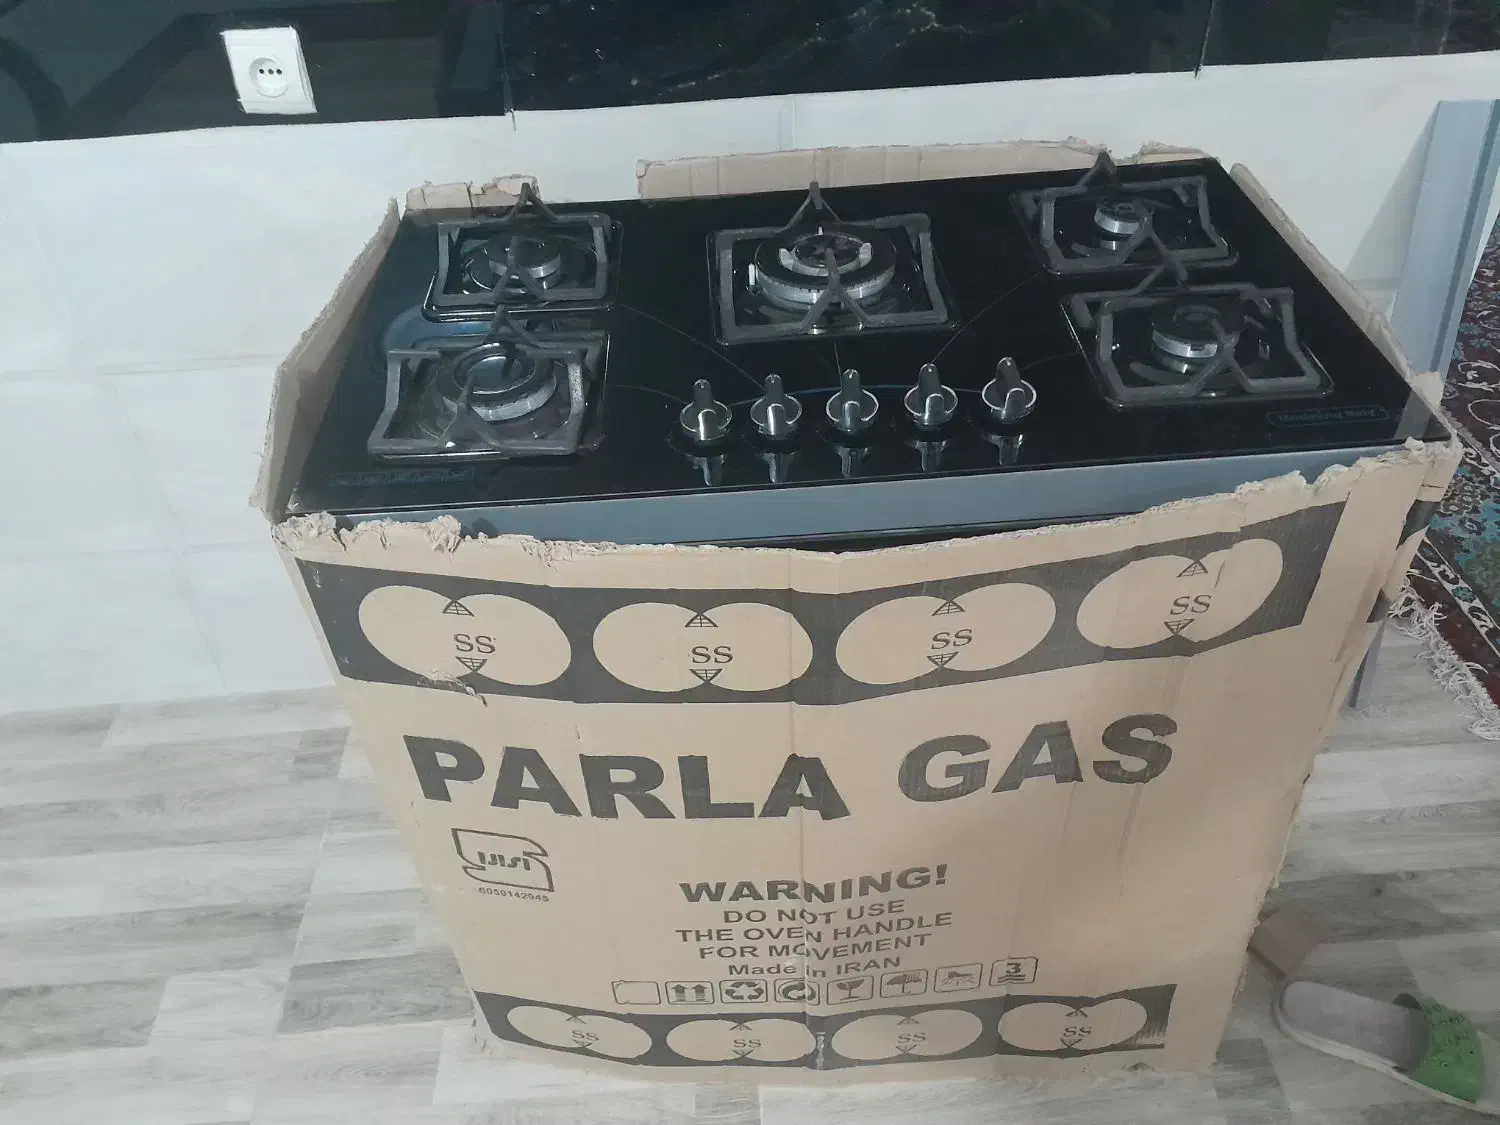 SS SS SS SS
PARLA GAS
6050142945
WARNING!
DO NOT USE
THE OVEN HANDLE
FOR MOVEMENT
Made in IRAN
3
SS SS SS SS